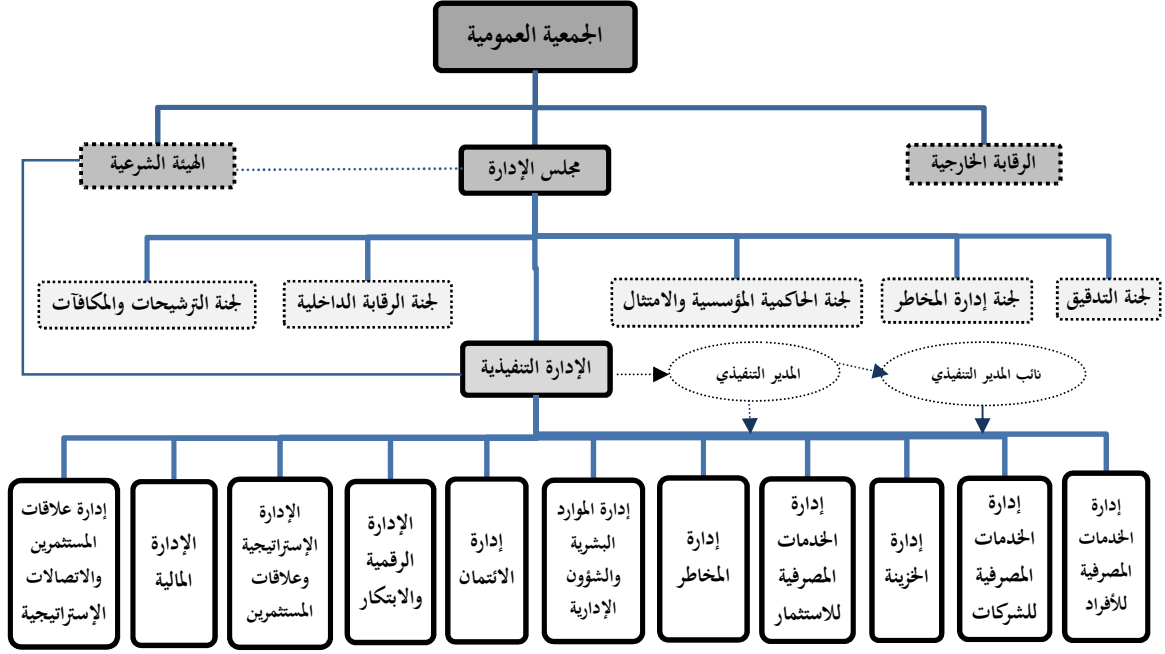 الجمعية العمومية
الرقابة الخارجية
مجلس الإدارة
الهيئة الشرعية
لجنة التدقيق
لجنة إدارة المخاطر
لجنة الحاكمية المؤسسية والامتثال
لجنة الرقابة الداخلية
لجنة الترشيحات والمكافآت
الإدارة التنفيذية
المدير التنفيذي
نائب المدير التنفيذي
إدارة
الخدمات
المصرفية
للأفراد
إدارة
الخدمات
المصرفية
للشركات
إدارة
الخزينة
إدارة
الخدمات
المصرفية
للاستثمار
إدارة
المخاطر
إدارة الموارد
البشرية
والشؤون
الإدارية
إدارة
الائتمان
الإدارة
الرقمية
والابتكار
الإدارة
الإستراتيجية
وعلاقات
المستثمرين
الإدارة
المالية
إدارة علاقات
المستثمرين
والاتصالات
الإستراتيجية